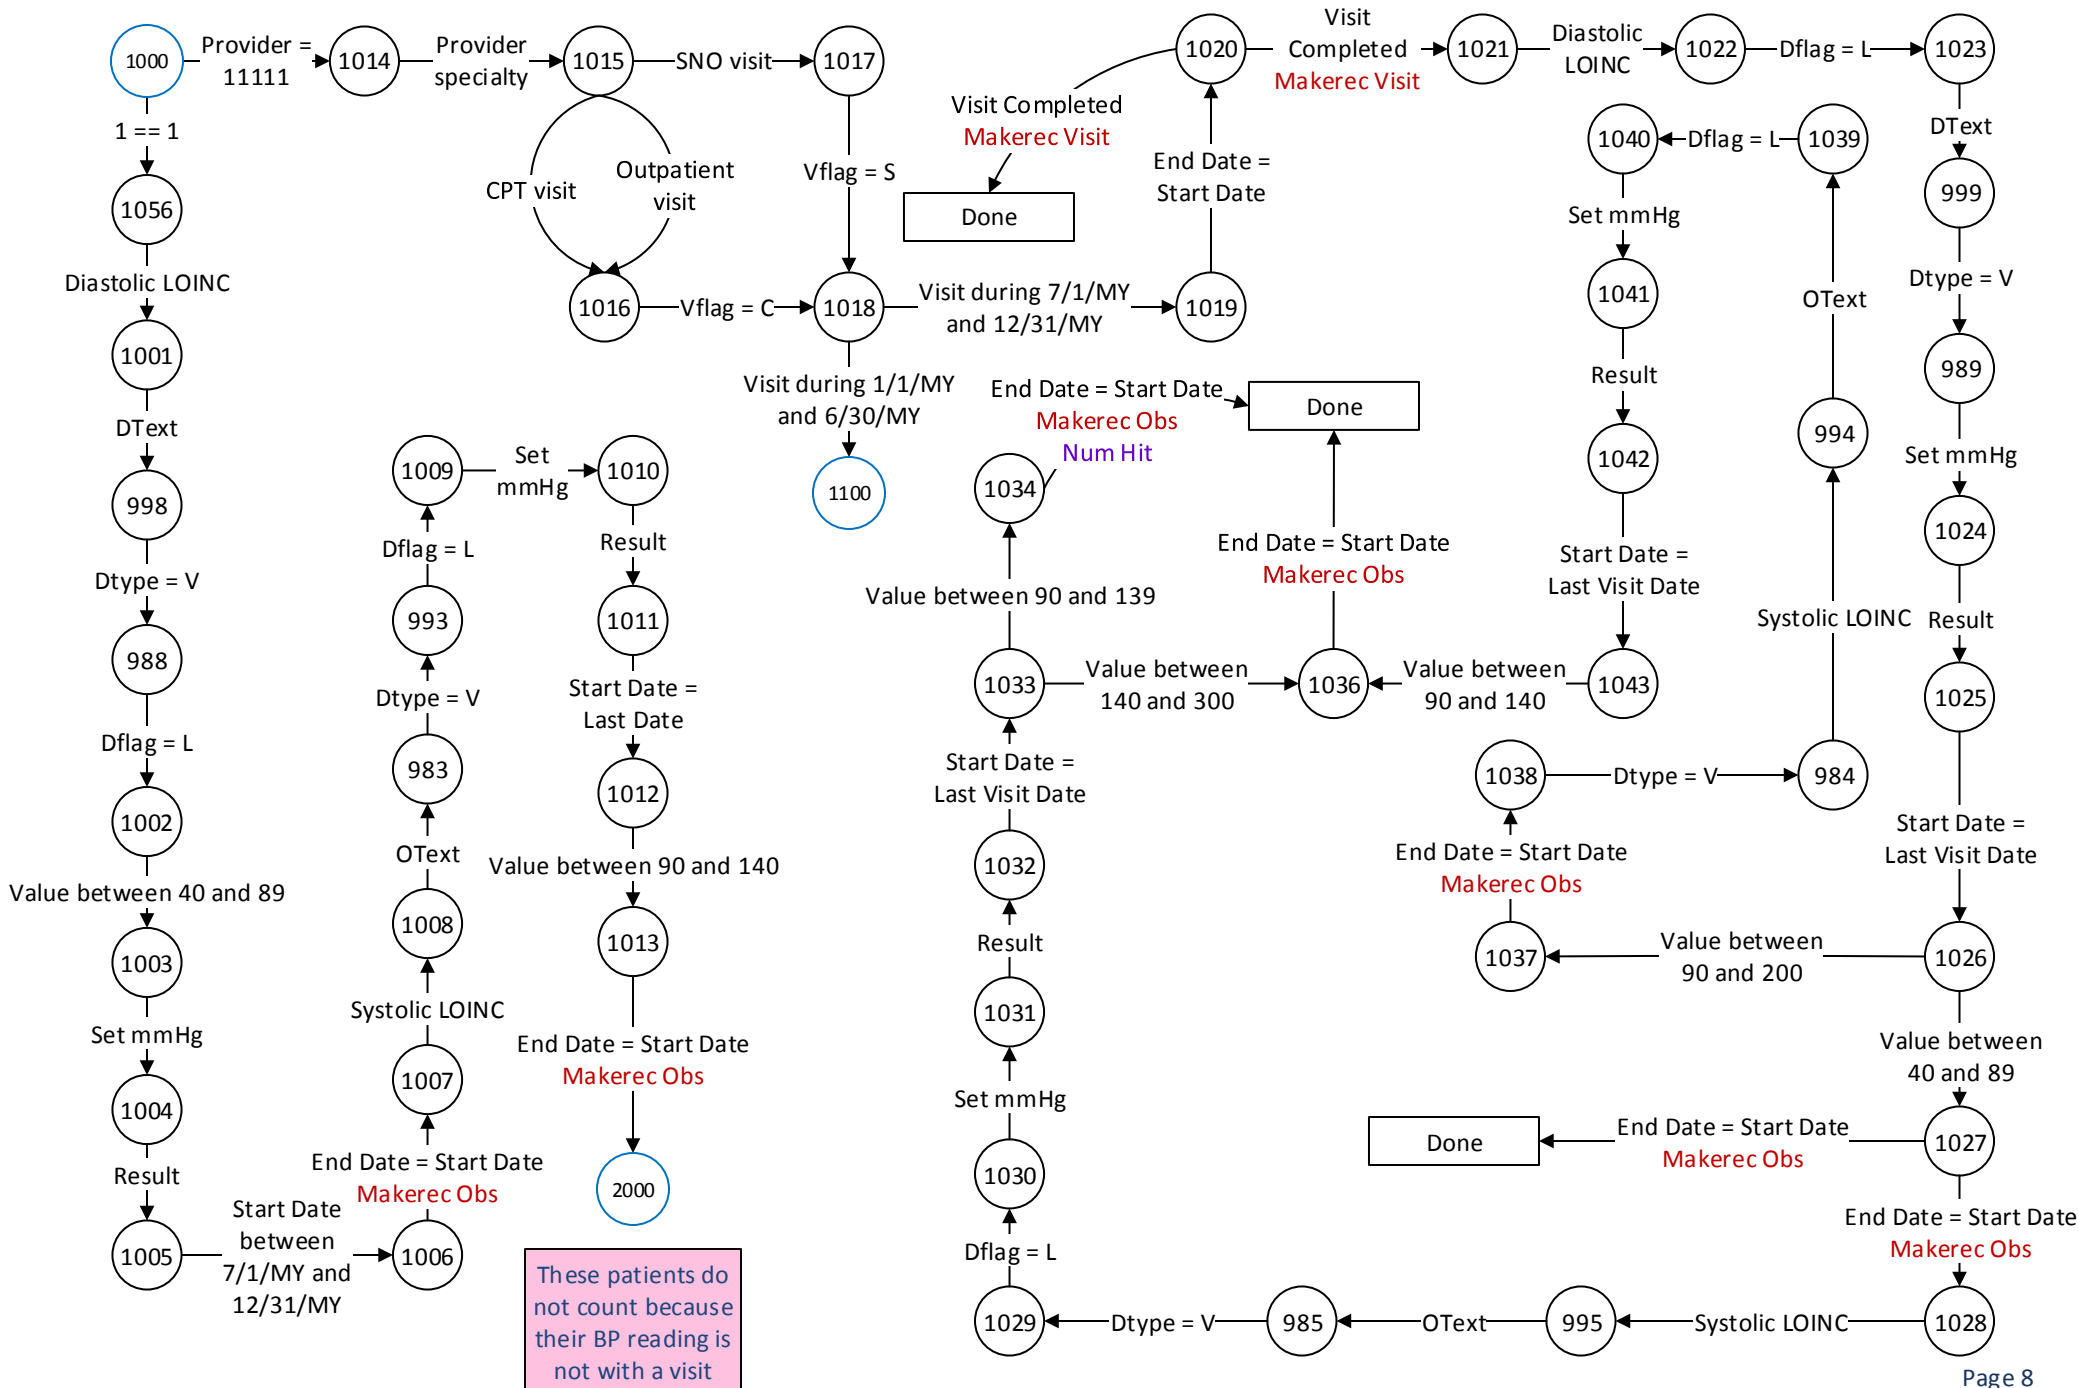 1000
Provider =
11111
1014
Provider
specialty
1015
SNO visit
1017
1 == 1
1056
Diastolic LOINC
1001
DText
998
Dtype = V
988
Dflag = L
1002
Value between 40 and 89
1003
Set mmHg
1004
Result
1005
Start Date
between
7/1/MY and
12/31/MY
1006
End Date = Start Date
Makerec Obs
1007
Systolic LOINC
1008
OText
983
Dtype = V
993
Dflag = L
1009
Set
mmHg
1010
Result
1011
Start Date =
Last Date
1012
Value between 90 and 140
1013
End Date = Start Date
Makerec Obs
2000
These patients do
not count because
their BP reading is
not with a visit
CPT visit
Outpatient
visit
1016
Vflag = C
Vflag = S
1018
Visit during 1/1/MY
and 6/30/MY
1100
Visit during 7/1/MY
and 12/31/MY
1019
End Date =
Start Date
1020
Visit Completed
Makerec Visit
Done
Visit
Completed
Makerec Visit
1021
Diastolic
LOINC
1022
Dflag = L
1023
DText
999
Dtype = V
989
Set mmHg
1024
Result
1025
Start Date =
Last Visit Date
1026
Value between
90 and 200
1037
End Date = Start Date
Makerec Obs
1038
Dtype = V
984
Systolic LOINC
994
OText
1039
Dflag = L
1040
Set mmHg
1041
Result
1042
Start Date =
Last Visit Date
1043
Value between
90 and 140
1036
End Date = Start Date
Makerec Obs
Done
Value between
40 and 89
1027
End Date = Start Date
Makerec Obs
Done
End Date = Start Date
Makerec Obs
1028
Systolic LOINC
995
OText
985
Dtype = V
1029
Dflag = L
1030
Set mmHg
1031
Result
1032
Start Date =
Last Visit Date
1033
Value between
140 and 300
Value between 90 and 139
1034
End Date = Start Date
Makerec Obs
Num Hit
Page 8